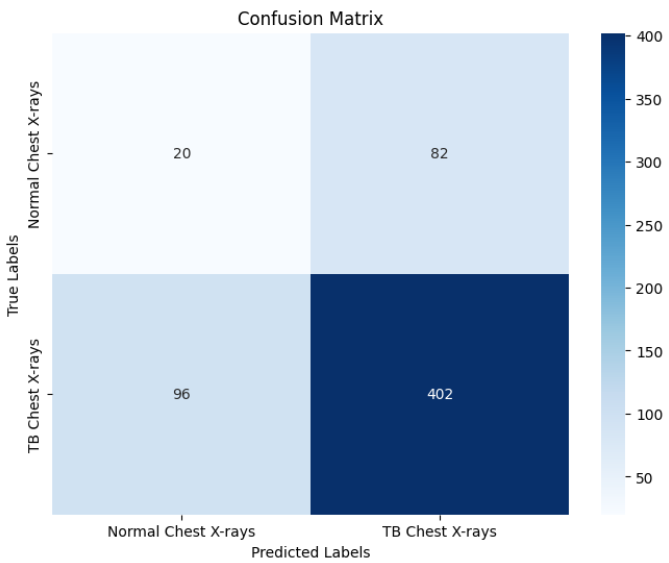 Confusion Matrix
True Labels
Normal Chest X-rays
TB Chest X-rays
20
82
96
402
Normal Chest X-rays
TB Chest X-rays
Predicted Labels
400
350
300
250
200
150
100
50